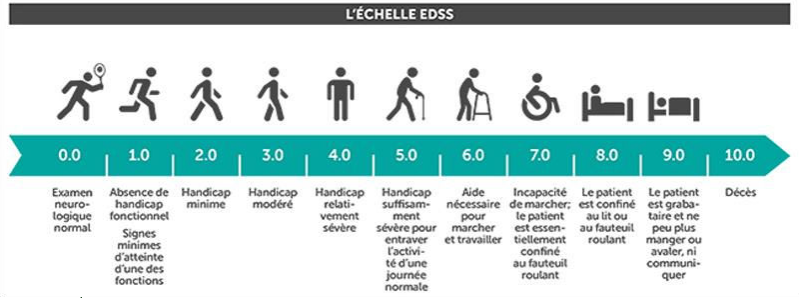 L'ÉCHELLE EDSS
0.0
1.0
2.0
3.0
4.0
5.0
6.0
7.0
8.0
9.0
10.0
Examen
neuro-
logique
normal
Absence de
handicap
fonctionnel
Signes
minimes
d'atteinte
d'une des
fonctions
Handicap
minime
Handicap
modéré
Handicap
relati-
vement
sévère
Handicap
suffisam-
ment
sévère pour
entraver
l'activi-
té d'une
journée
normale
Aide
nécessaire
pour
marcher
et travailler
Incapacité
de marcher;
le patient
est essen-
tiellement
confiné
au fauteuil
roulant
Le patient
est confiné
au lit ou
au fauteuil
roulant
Le patient
est graba-
taire et ne
peu plus
manger ou
avaler, ni
communi-
quer
Décès